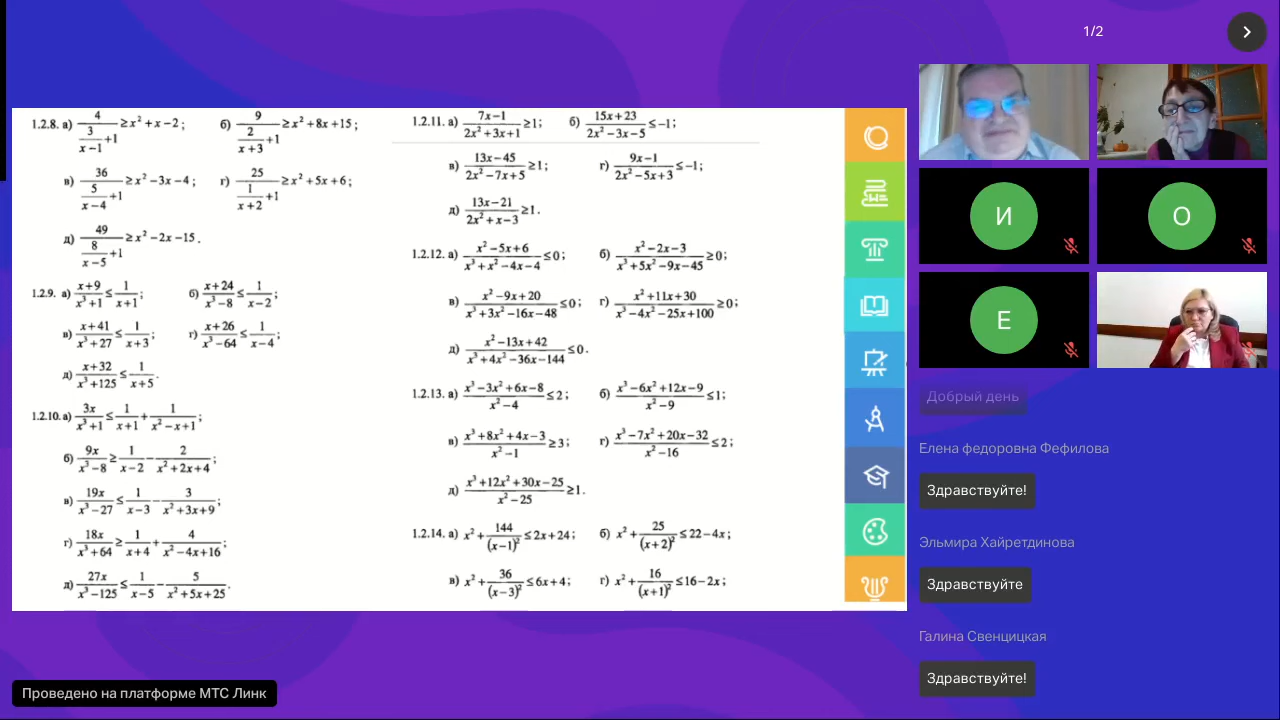 1.2.8. а) 4/(3/(x−1)+1) ≥ x²+x−2; б) 9/(2/(x+3)+1) ≥ x²+8x+15;
в) 36/(5/(x−4)+1) ≥ x²−3x−4; г) 25/(1/(x+2)+1) ≥ x²+5x+6;
д) 49/(8/(x−5)+1) ≥ x²−2x−15.
1.2.9. а) (x+9)/(x³+1) ≤ 1/(x+1); б) (x+24)/(x³−8) ≤ 1/(x−2);
в) (x+41)/(x³+27) ≤ 1/(x+3); г) (x+26)/(x³−64) ≤ 1/(x−4);
д) (x+32)/(x³+125) ≤ 1/(x+5).
1.2.10. а) 3x/(x³+1) ≤ 1/(x+1) + 1/(x²−x+1);
б) 9x/(x³−8) ≥ 1/(x−2) − 2/(x²+2x+4);
в) 19x/(x³−27) ≤ 1/(x−3) − 3/(x²+3x+9);
г) 18x/(x³+64) ≥ 1/(x+4) + 4/(x²−4x+16);
д) 27x/(x³−125) ≤ 1/(x−5) − 5/(x²+5x+25).
1.2.11. а) (7x−1)/(2x²+3x+1) ≥ 1; б) (15x+23)/(2x²−3x−5) ≤ −1;
в) (13x−45)/(2x²−7x+5) ≥ 1; г) (9x−1)/(2x²−5x+3) ≤ −1;
д) (13x−21)/(2x²+x−3) ≥ 1.
1.2.12. а) (x²−5x+6)/(x³+x²−4x−4) ≤ 0; б) (x²−2x−3)/(x³+5x²−9x−45) ≥ 0;
в) (x²−9x+20)/(x³+3x²−16x−48) ≤ 0; г) (x²+11x+30)/(x³−4x²−25x+100) ≥ 0;
д) (x²−13x+42)/(x³+4x²−36x−144) ≤ 0.
1.2.13. а) (x³−3x²+6x−8)/(x²−4) ≤ 2; б) (x³−6x²+12x−9)/(x²−9) ≤ 1;
в) (x³+8x²+4x−3)/(x²−1) ≥ 3; г) (x³−7x²+20x−32)/(x²−16) ≤ 2;
д) (x³+12x²+30x−25)/(x²−25) ≥ 1.
1.2.14. а) x²+144/(x−1)² ≤ 2x+24; б) x²+25/(x+2)² ≤ 22−4x;
в) x²+36/(x−3)² ≤ 6x+4; г) x²+16/(x+1)² ≤ 16−2x;
Проведено на платформе МТС Линк
1/2
И
О
Е
Добрый день
Елена федоровна Фефилова
Здравствуйте!
Эльмира Хайретдинова
Здравствуйте
Галина Свенцицкая
Здравствуйте!